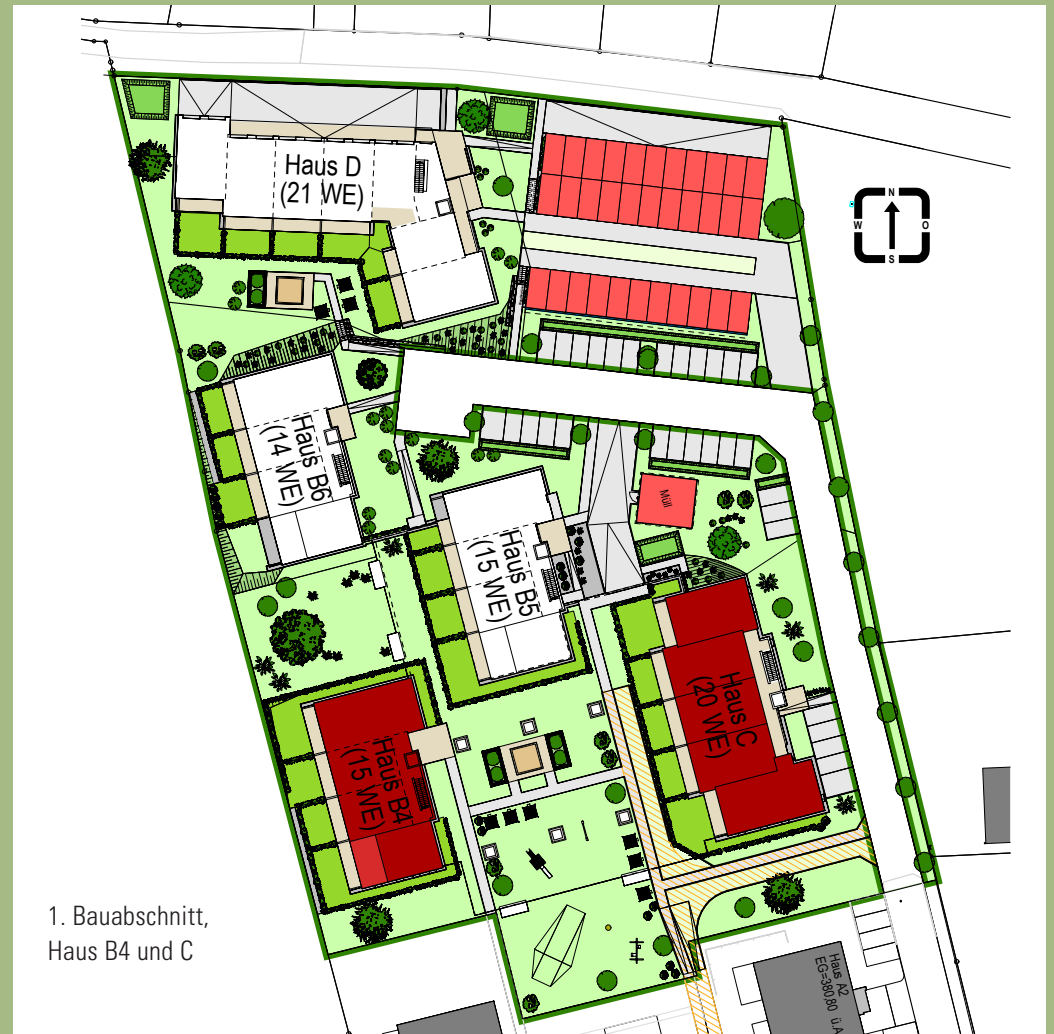 Haus D
(21 WE)
N
W
O
S
Haus B6
(14 WE)
Haus B5
(15 WE)
Müll
Haus C
(20 WE)
Haus B4
(15 WE)
1. Bauabschnitt,
Haus B4 und C
Haus A2
EG=380,80 ü.